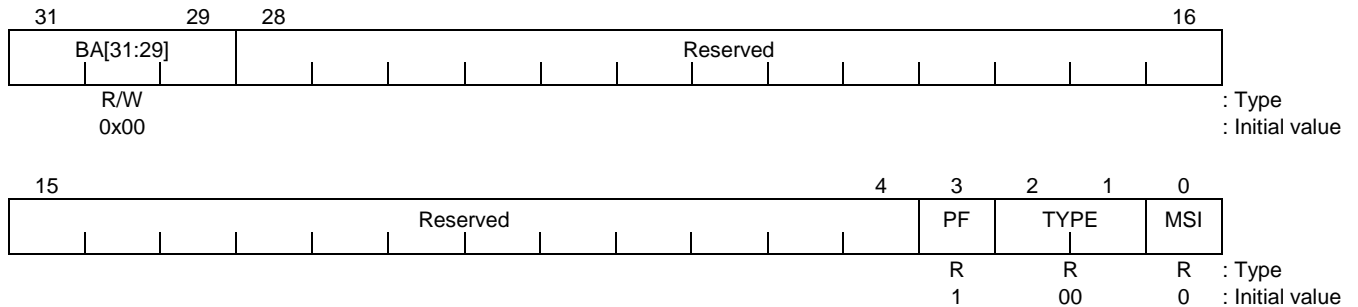 31 29 28 16
BA[31:29] Reserved
R/W : Type
0x00 : Initial value
15 4 3 2 1 0
Reserved PF TYPE MSI
R R R : Type
1 00 0 : Initial value